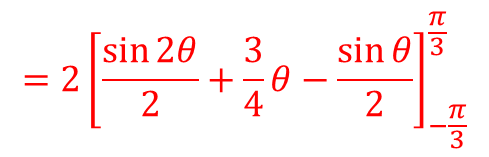 = 2 [sin 2θ/2 + 3/4 θ − sin θ/2]_{−π/3}^{π/3}